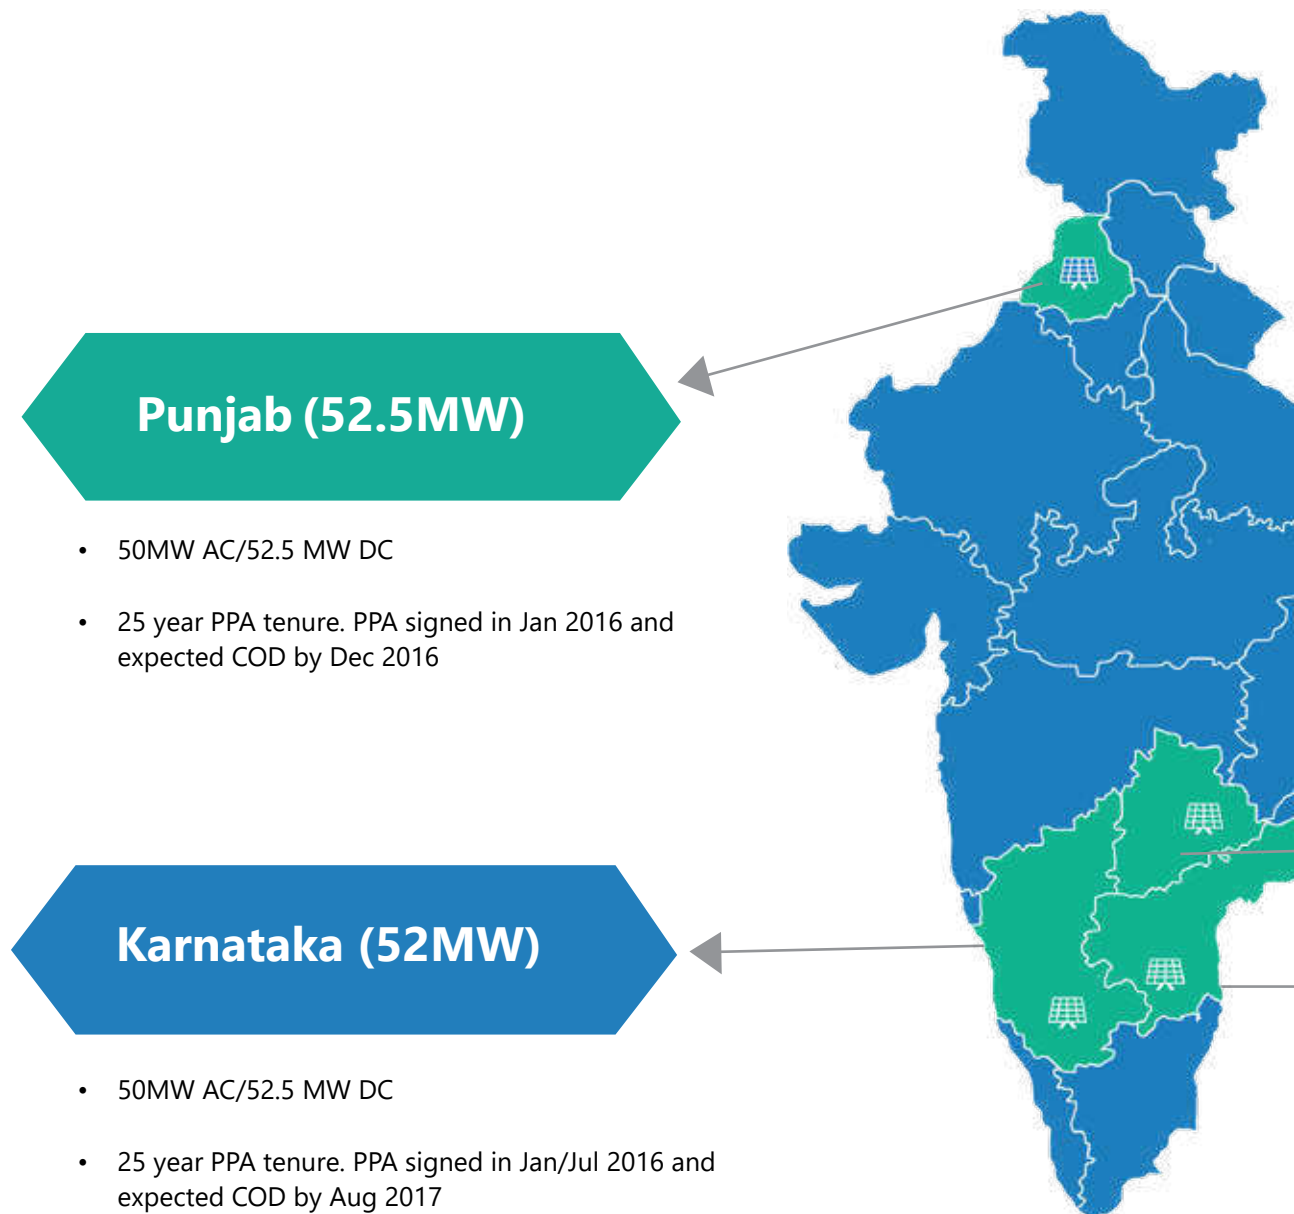 Punjab (52.5MW)
• 50MW AC/52.5 MW DC
• 25 year PPA tenure. PPA signed in Jan 2016 and
expected COD by Dec 2016
Karnataka (52MW)
• 50MW AC/52.5 MW DC
• 25 year PPA tenure. PPA signed in Jan/Jul 2016 and
expected COD by Aug 2017